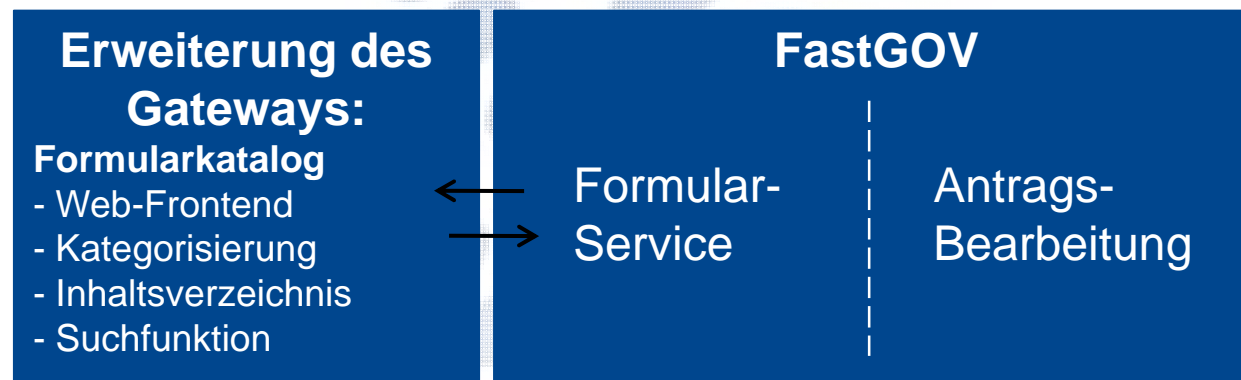 Erweiterung des
Gateways:
Formularkatalog
- Web-Frontend
- Kategorisierung
- Inhaltsverzeichnis
- Suchfunktion
FastGOV
Formular-
Service
Antrags-
Bearbeitung